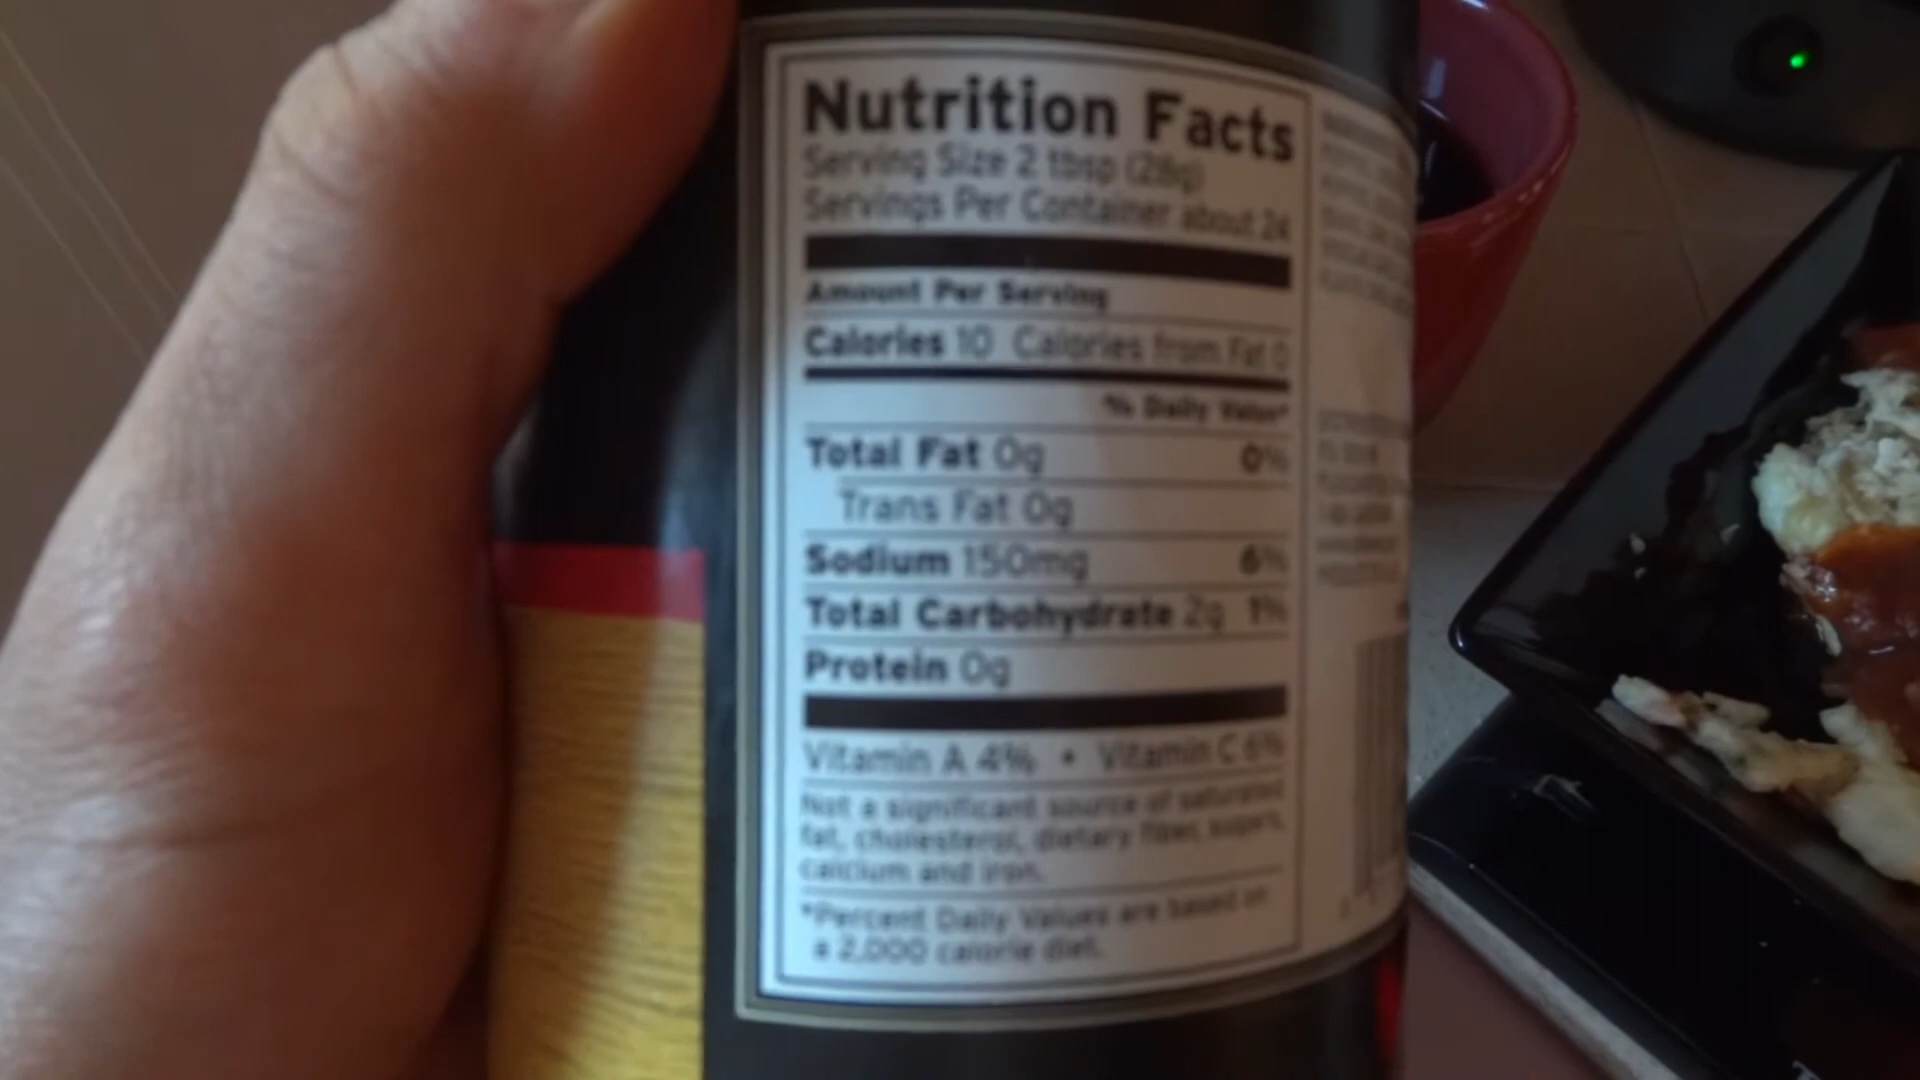 Nutrition Facts
Serving Size 2 tbsp (28g)
Servings Per Container about 24
Amount Per Serving
Calories 10 Calories from Fat 0
% Daily Value*
Total Fat 0g 0%
Trans Fat 0g
Sodium 150mg 6%
Total Carbohydrate 2g 1%
Protein 0g
Vitamin A 4% • Vitamin C 6%
Not a significant source of saturated
fat, cholesterol, dietary fiber, sugars,
calcium and iron.
*Percent Daily Values are based on
a 2,000 calorie diet.